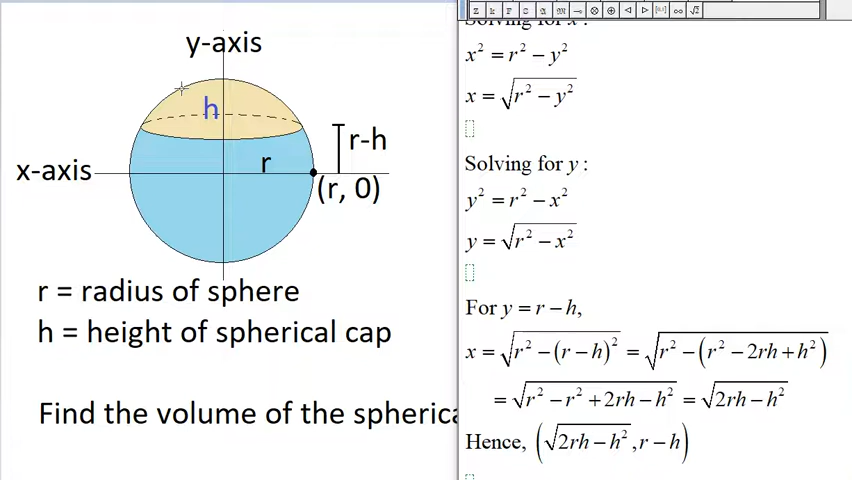 y-axis
h
r-h
x-axis
r
(r, 0)
r = radius of sphere
h = height of spherical cap
Find the volume of the
Solving for x :
x² = r² − y²
x = √(r² − y²)
Solving for y :
y² = r² − x²
y = √(r² − x²)
For y = r − h,
x = √(r² − (r − h)²) = √(r² − (r² − 2rh + h²))
= √(r² − r² + 2rh − h²) = √(2rh − h²)
Hence, (√(2rh − h²), r − h)